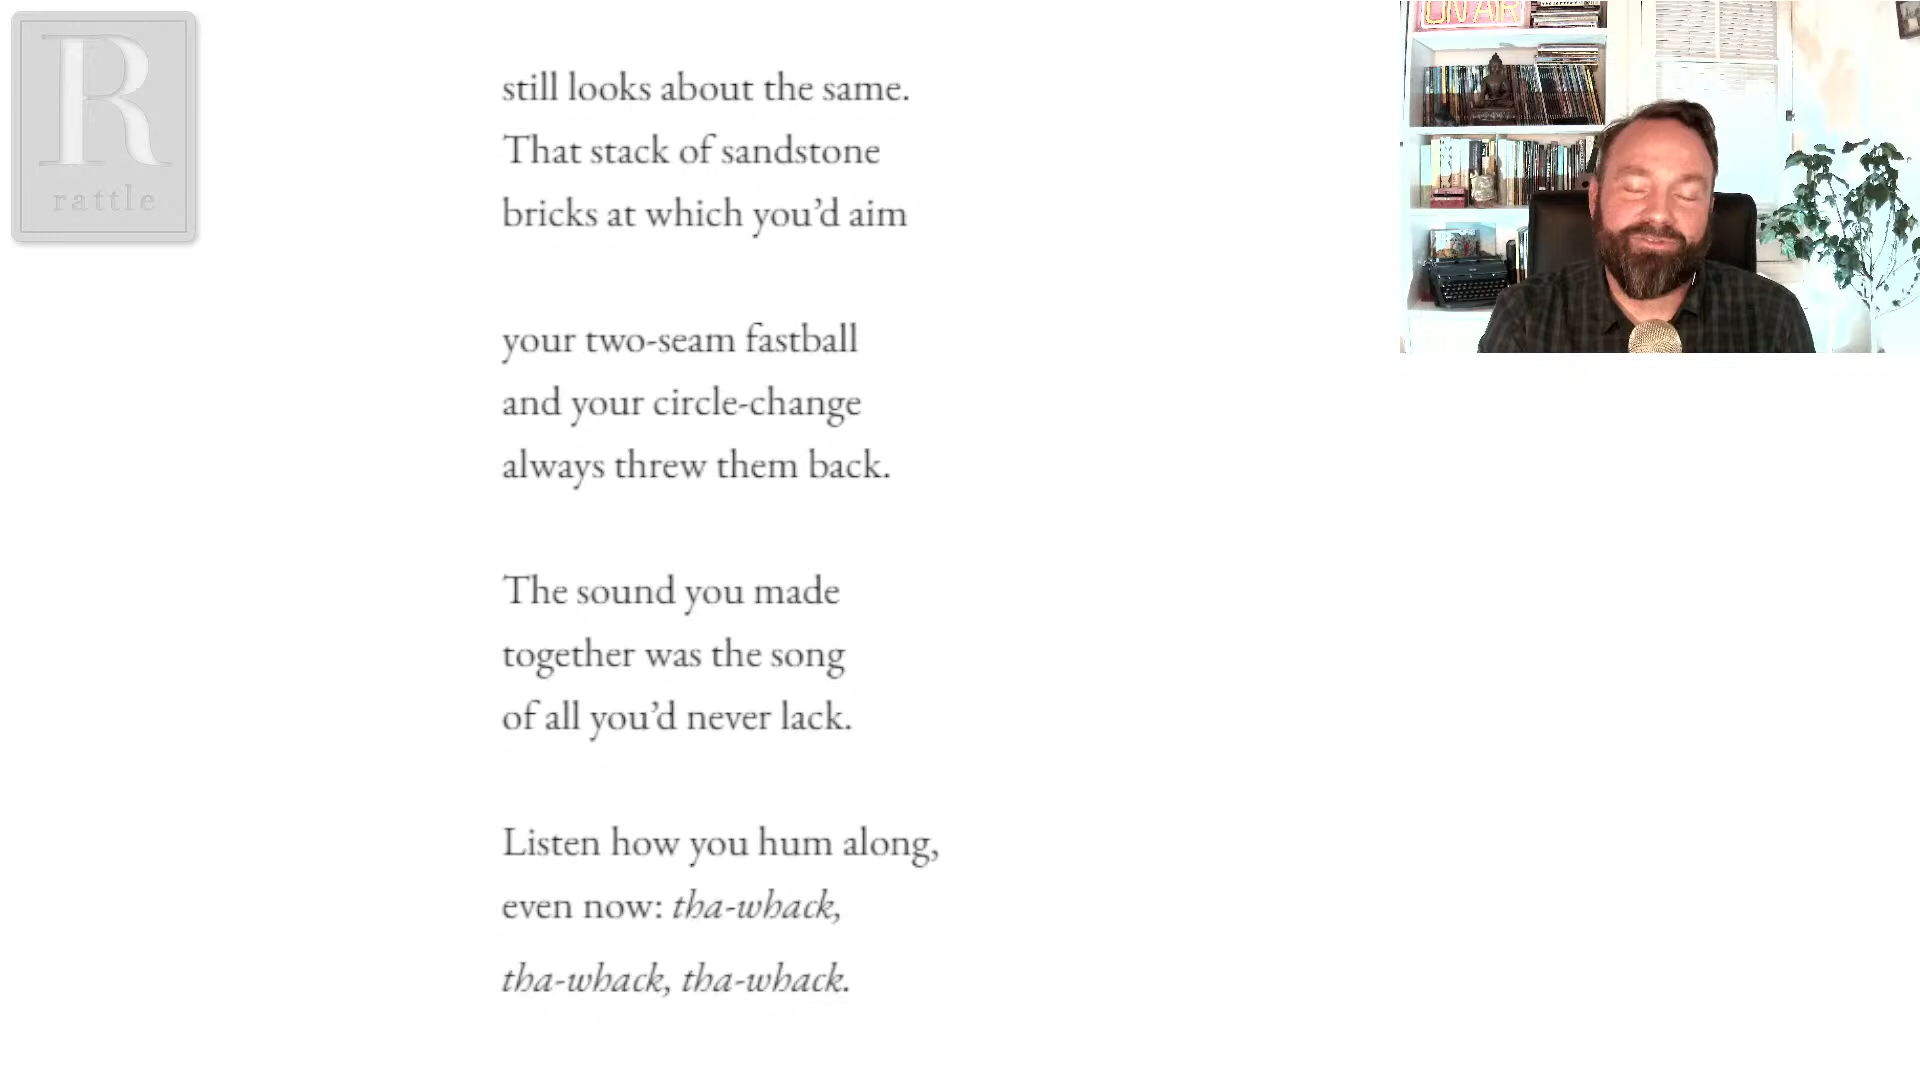 R
rattle
ON AIR
still looks about the same.
That stack of sandstone
bricks at which you’d aim
your two-seam fastball
and your circle-change
always threw them back.
The sound you made
together was the song
of all you’d never lack.
Listen how you hum along,
even now: tha-whack,
tha-whack, tha-whack.